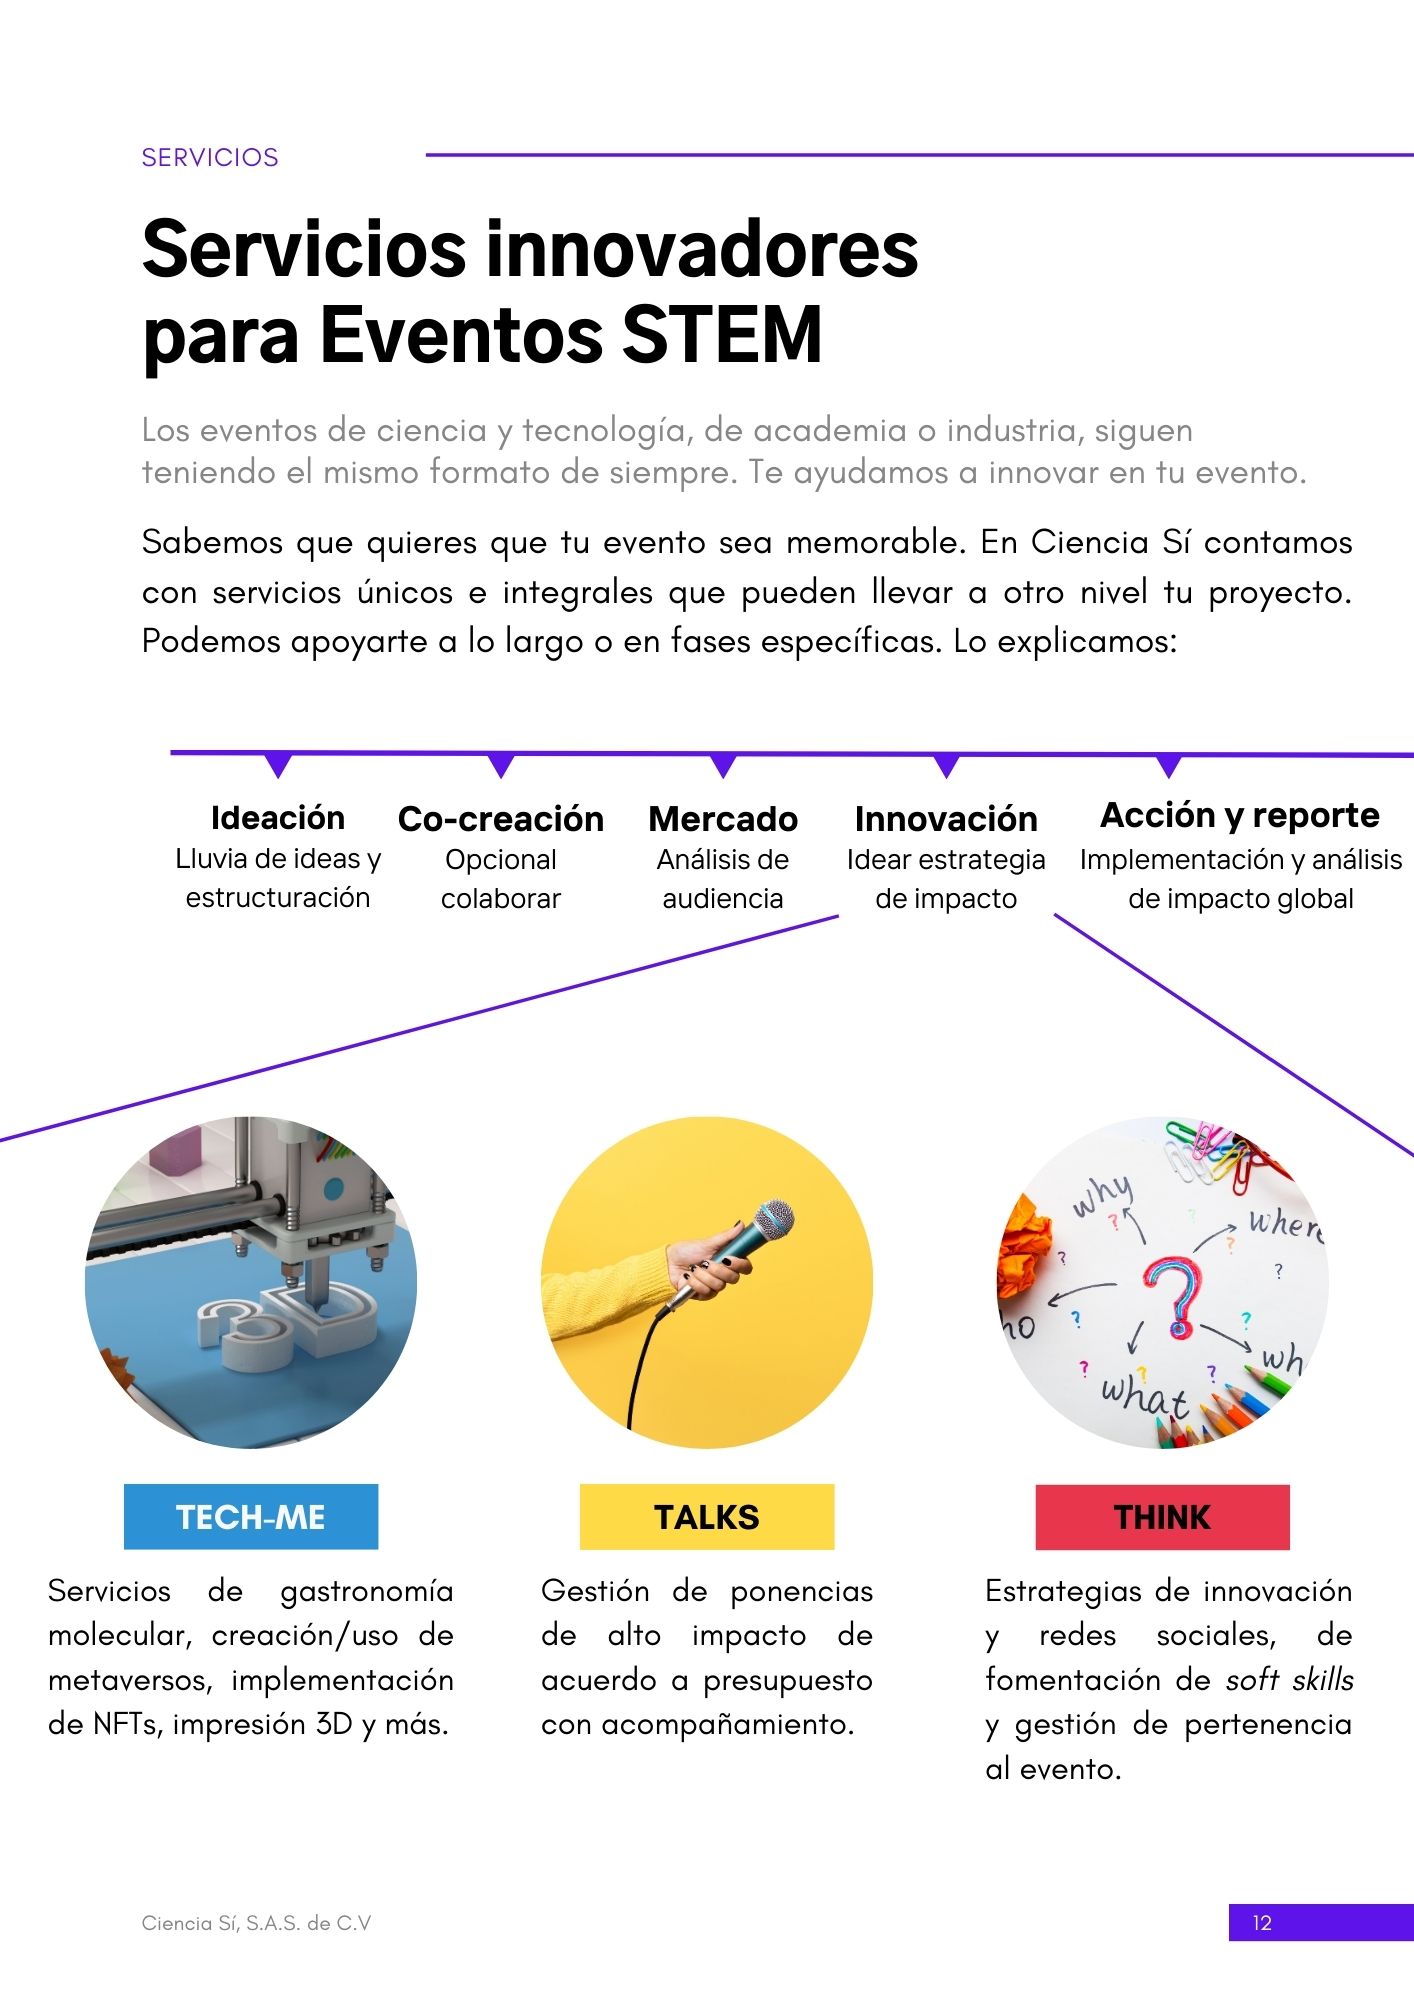 SERVICIOS
Servicios innovadores
para Eventos STEM
Los eventos de ciencia y tecnología, de academia o industria, siguen
teniendo el mismo formato de siempre. Te ayudamos a innovar en tu evento.
Sabemos que quieres que tu evento sea memorable. En Ciencia Sí contamos
con servicios únicos e integrales que pueden llevar a otro nivel tu proyecto.
Podemos apoyarte a lo largo o en fases específicas. Lo explicamos:
Ideación
Lluvia de ideas y
estructuración
Co-creación
Opcional
colaborar
Mercado
Análisis de
audiencia
Innovación
Idear estrategia
de impacto
Acción y reporte
Implementación y análisis
de impacto global
3D
why
where
?
ho
wh
what
TECH-ME
Servicios de gastronomía
molecular, creación/uso de
metaversos, implementación
de NFTs, impresión 3D y más.
TALKS
Gestión de ponencias
de alto impacto de
acuerdo a presupuesto
con acompañamiento.
THINK
Estrategias de innovación
y redes sociales, de
fomentación de soft skills
y gestión de pertenencia
al evento.
Ciencia Sí, S.A.S. de C.V
12